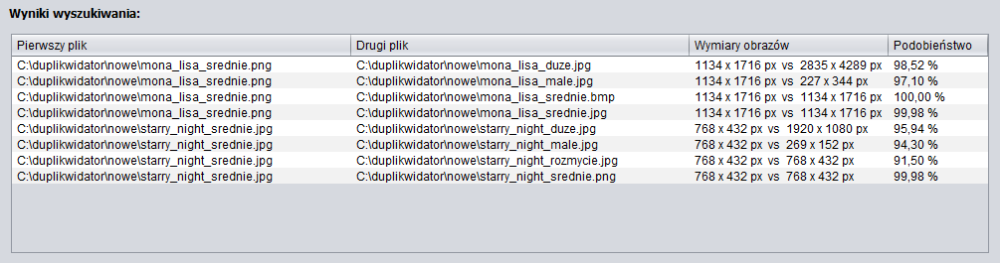 Wyniki wyszukiwania:
Pierwszy plik Drugi plik Wymiary obrazów Podobieństwo
C:\duplikwidator\nowe\mona_lisa_srednie.png C:\duplikwidator\nowe\mona_lisa_duze.jpg 1134 x 1716 px vs 2835 x 4289 px 98,52 %
C:\duplikwidator\nowe\mona_lisa_srednie.png C:\duplikwidator\nowe\mona_lisa_male.jpg 1134 x 1716 px vs 227 x 344 px 97,10 %
C:\duplikwidator\nowe\mona_lisa_srednie.png C:\duplikwidator\nowe\mona_lisa_srednie.bmp 1134 x 1716 px vs 1134 x 1716 px 100,00 %
C:\duplikwidator\nowe\mona_lisa_srednie.png C:\duplikwidator\nowe\mona_lisa_srednie.jpg 1134 x 1716 px vs 1134 x 1716 px 99,98 %
C:\duplikwidator\nowe\starry_night_srednie.jpg C:\duplikwidator\nowe\starry_night_duze.jpg 768 x 432 px vs 1920 x 1080 px 95,94 %
C:\duplikwidator\nowe\starry_night_srednie.jpg C:\duplikwidator\nowe\starry_night_male.jpg 768 x 432 px vs 269 x 152 px 94,30 %
C:\duplikwidator\nowe\starry_night_srednie.jpg C:\duplikwidator\nowe\starry_night_rozmycie.jpg 768 x 432 px vs 768 x 432 px 91,50 %
C:\duplikwidator\nowe\starry_night_srednie.jpg C:\duplikwidator\nowe\starry_night_srednie.png 768 x 432 px vs 768 x 432 px 99,98 %